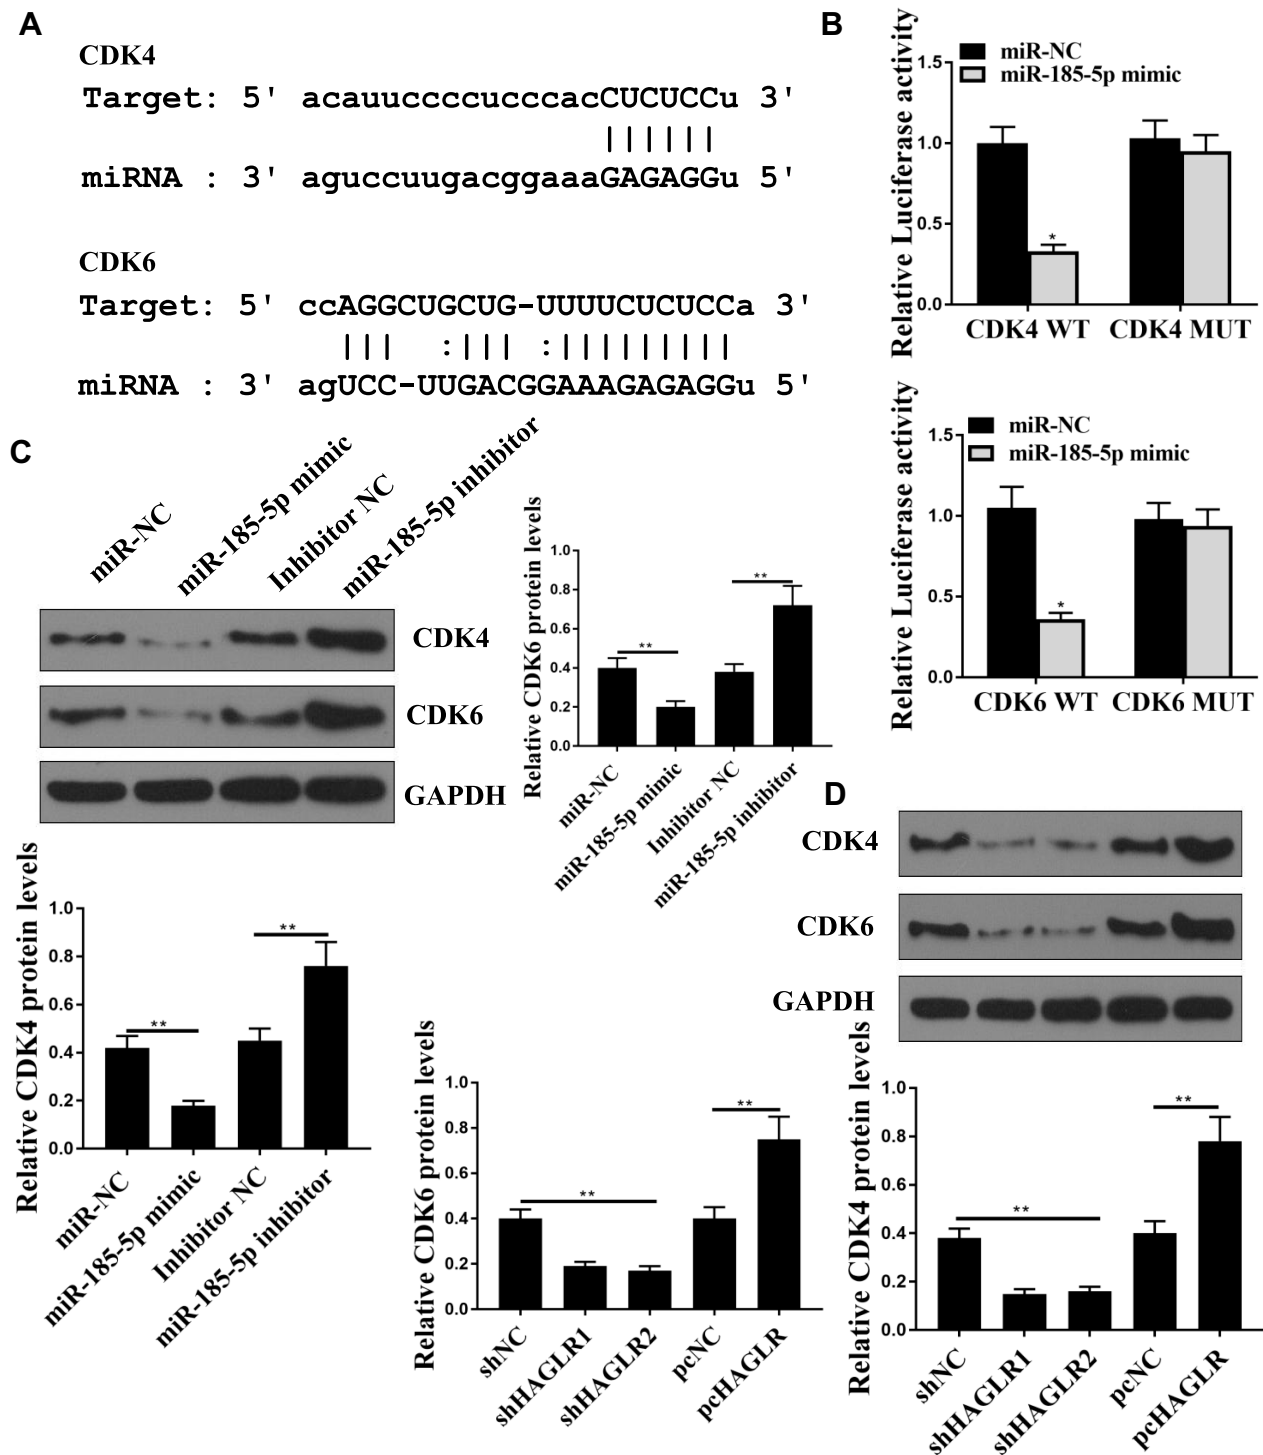 A
CDK4
Target: 5' acauuccccucccacCUCUCCu 3'
||||||
miRNA : 3' aguccuugacggaaaGAGAGGu 5'
CDK6
Target: 5' ccAGGCUGCUG-UUUUCUCUCCa 3'
||| :||| :|||||||||
miRNA : 3' agUCC-UUGACGGAAAGAGAGGu 5'
B
Relative Luciferase activity
miR-NC
miR-185-5p mimic
1.5
1.0
0.5
0.0
*
CDK4 WT CDK4 MUT
Relative Luciferase activity
miR-NC
miR-185-5p mimic
1.5
1.0
0.5
0.0
*
CDK6 WT CDK6 MUT
C
miR-NC
miR-185-5p mimic
Inhibitor NC
miR-185-5p inhibitor
CDK4
CDK6
GAPDH
Relative CDK6 protein levels
1.0
0.8
0.6
0.4
0.2
0.0
**
**
miR-NC
miR-185-5p mimic
Inhibitor NC
miR-185-5p inhibitor
Relative CDK4 protein levels
1.0
0.8
0.6
0.4
0.2
0.0
**
**
miR-NC
miR-185-5p mimic
Inhibitor NC
miR-185-5p inhibitor
D
CDK4
CDK6
GAPDH
Relative CDK6 protein levels
1.0
0.8
0.6
0.4
0.2
0.0
**
**
shNC
shHAGLR1
shHAGLR2
pcNC
pcHAGLR
Relative CDK4 protein levels
1.0
0.8
0.6
0.4
0.2
0.0
**
**
shNC
shHAGLR1
shHAGLR2
pcNC
pcHAGLR